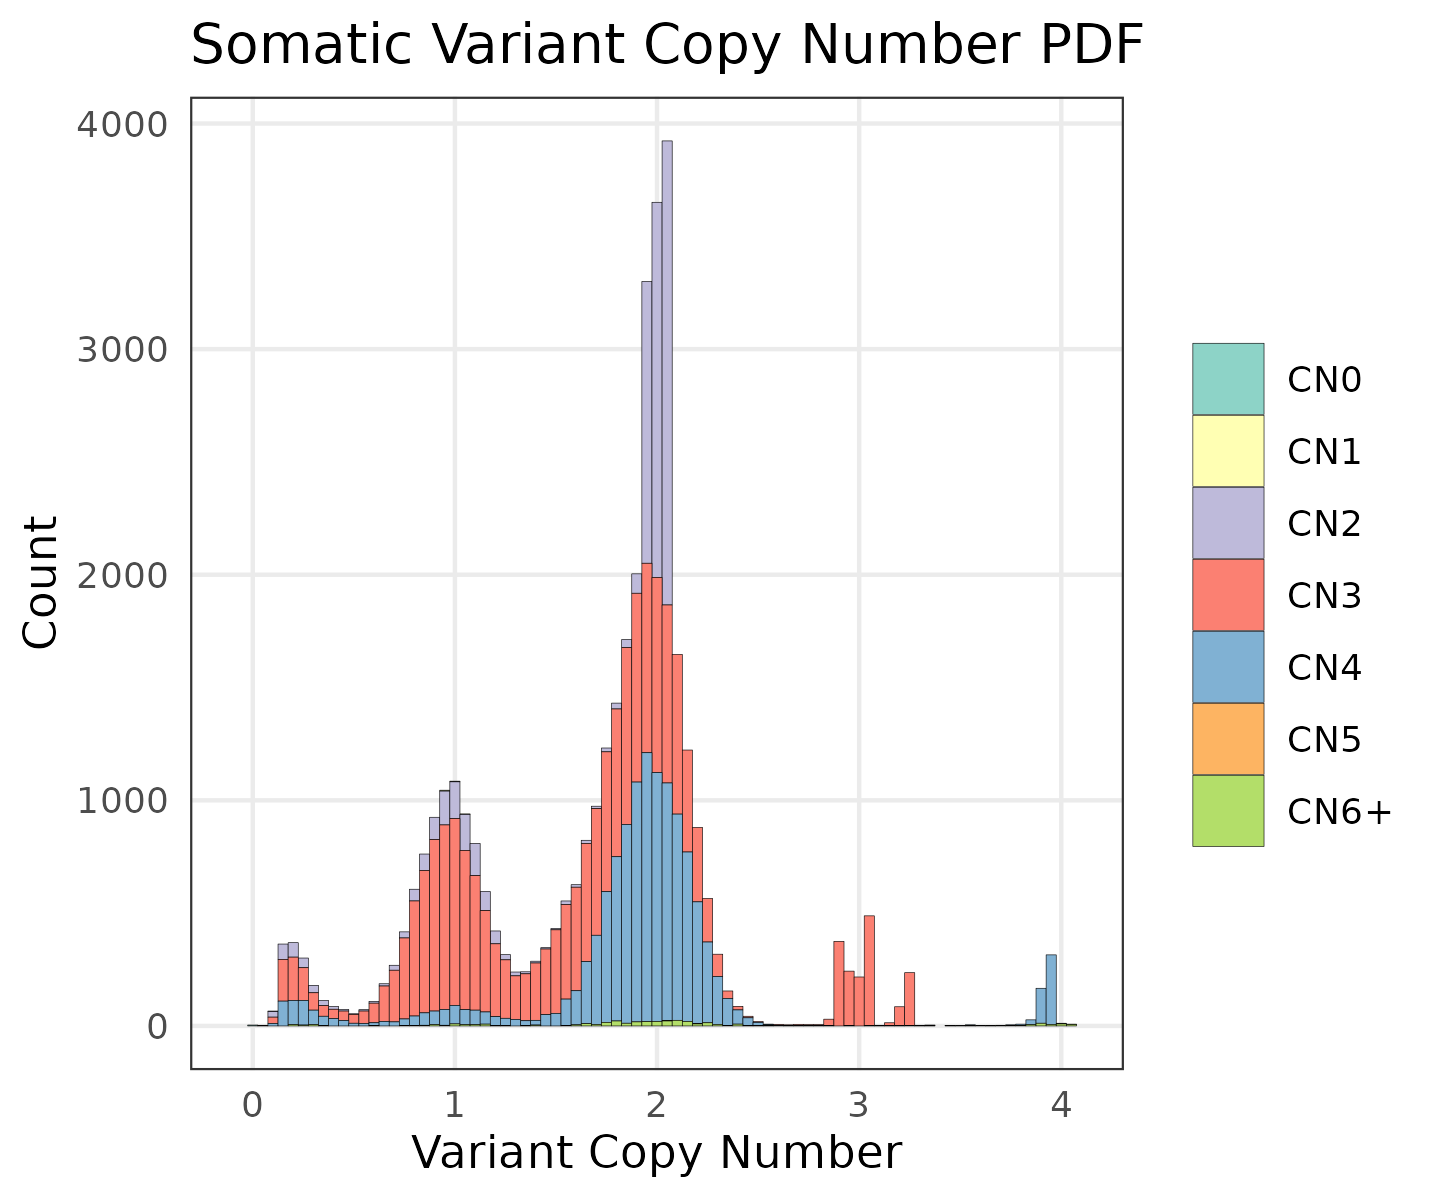 Somatic Variant Copy Number PDF
4000
3000
2000
1000
0
Count
0 1 2 3 4
Variant Copy Number
CN0
CN1
CN2
CN3
CN4
CN5
CN6+